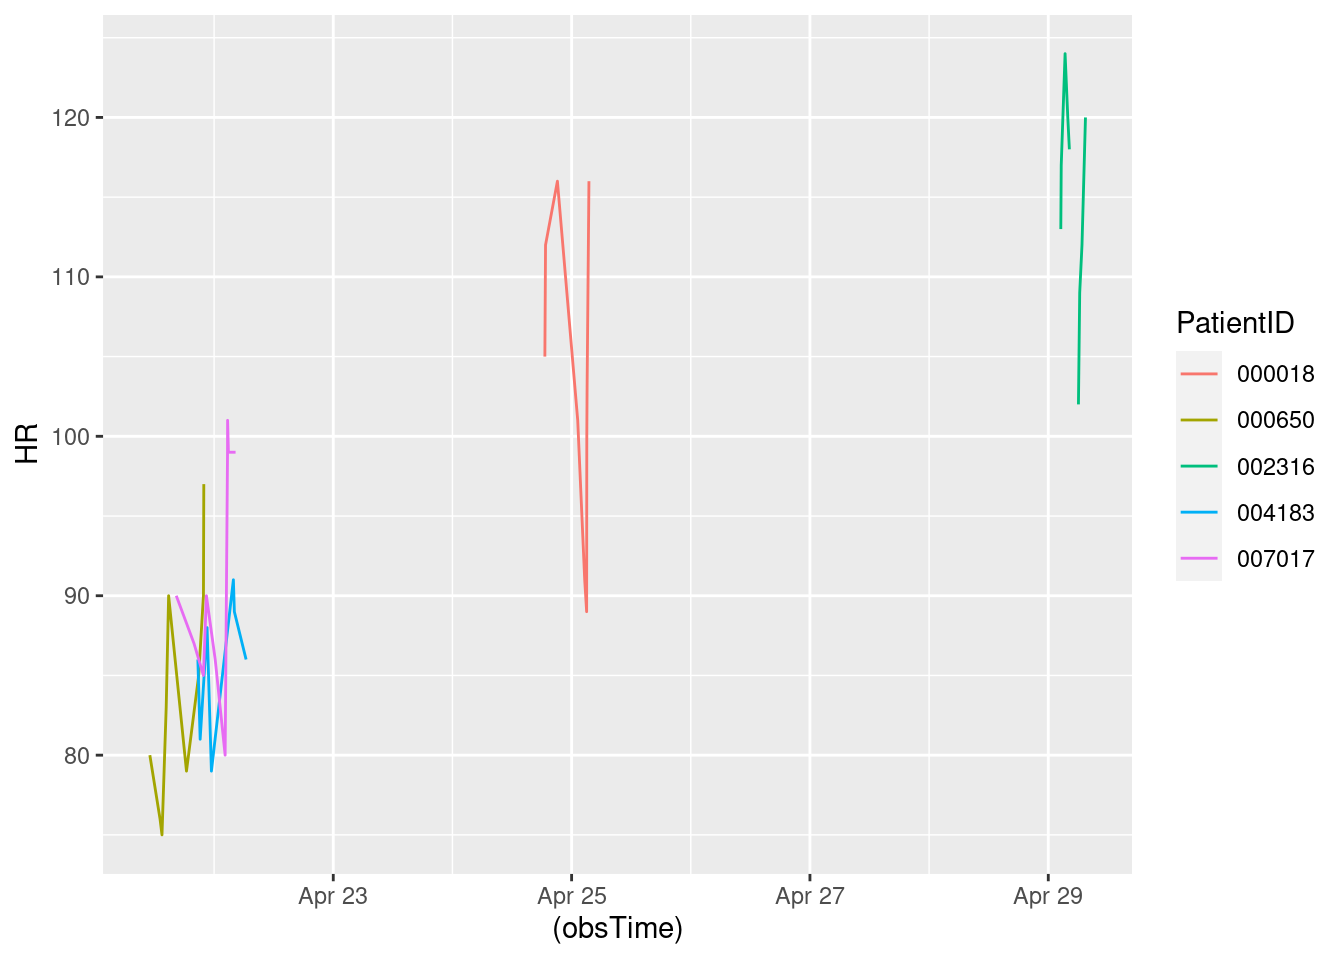 HR
120
110
100
90
80
Apr 23
Apr 25
Apr 27
Apr 29
(obsTime)
PatientID
000018
000650
002316
004183
007017